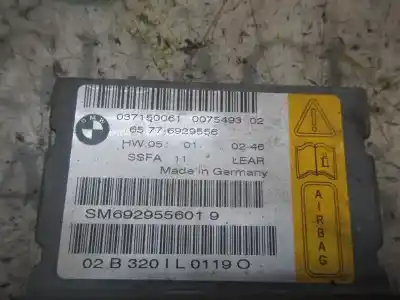 037150061 0075493 02
BMW
65.77 6929556
HW 05: 01 02-46
SSFA 11 LEAR
Made in Germany
SM692955601 9
02 B 320 I L 0119 O
AIRBAG